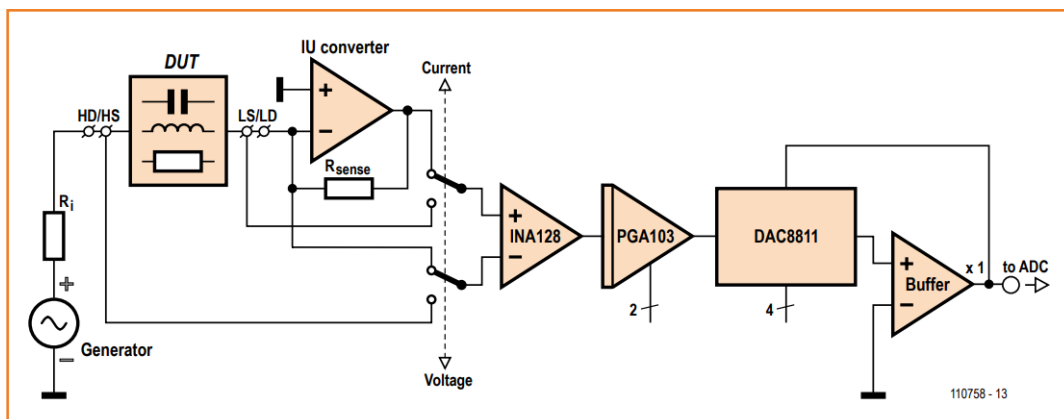 IU converter
DUT
Current
HD/HS
LS/LD
+
−
Rsense
Ri
+
−
INA128
PGA103
DAC8811
+
−
Buffer
x 1
to ADC
2
4
+
−
Generator
Voltage
110758 - 13